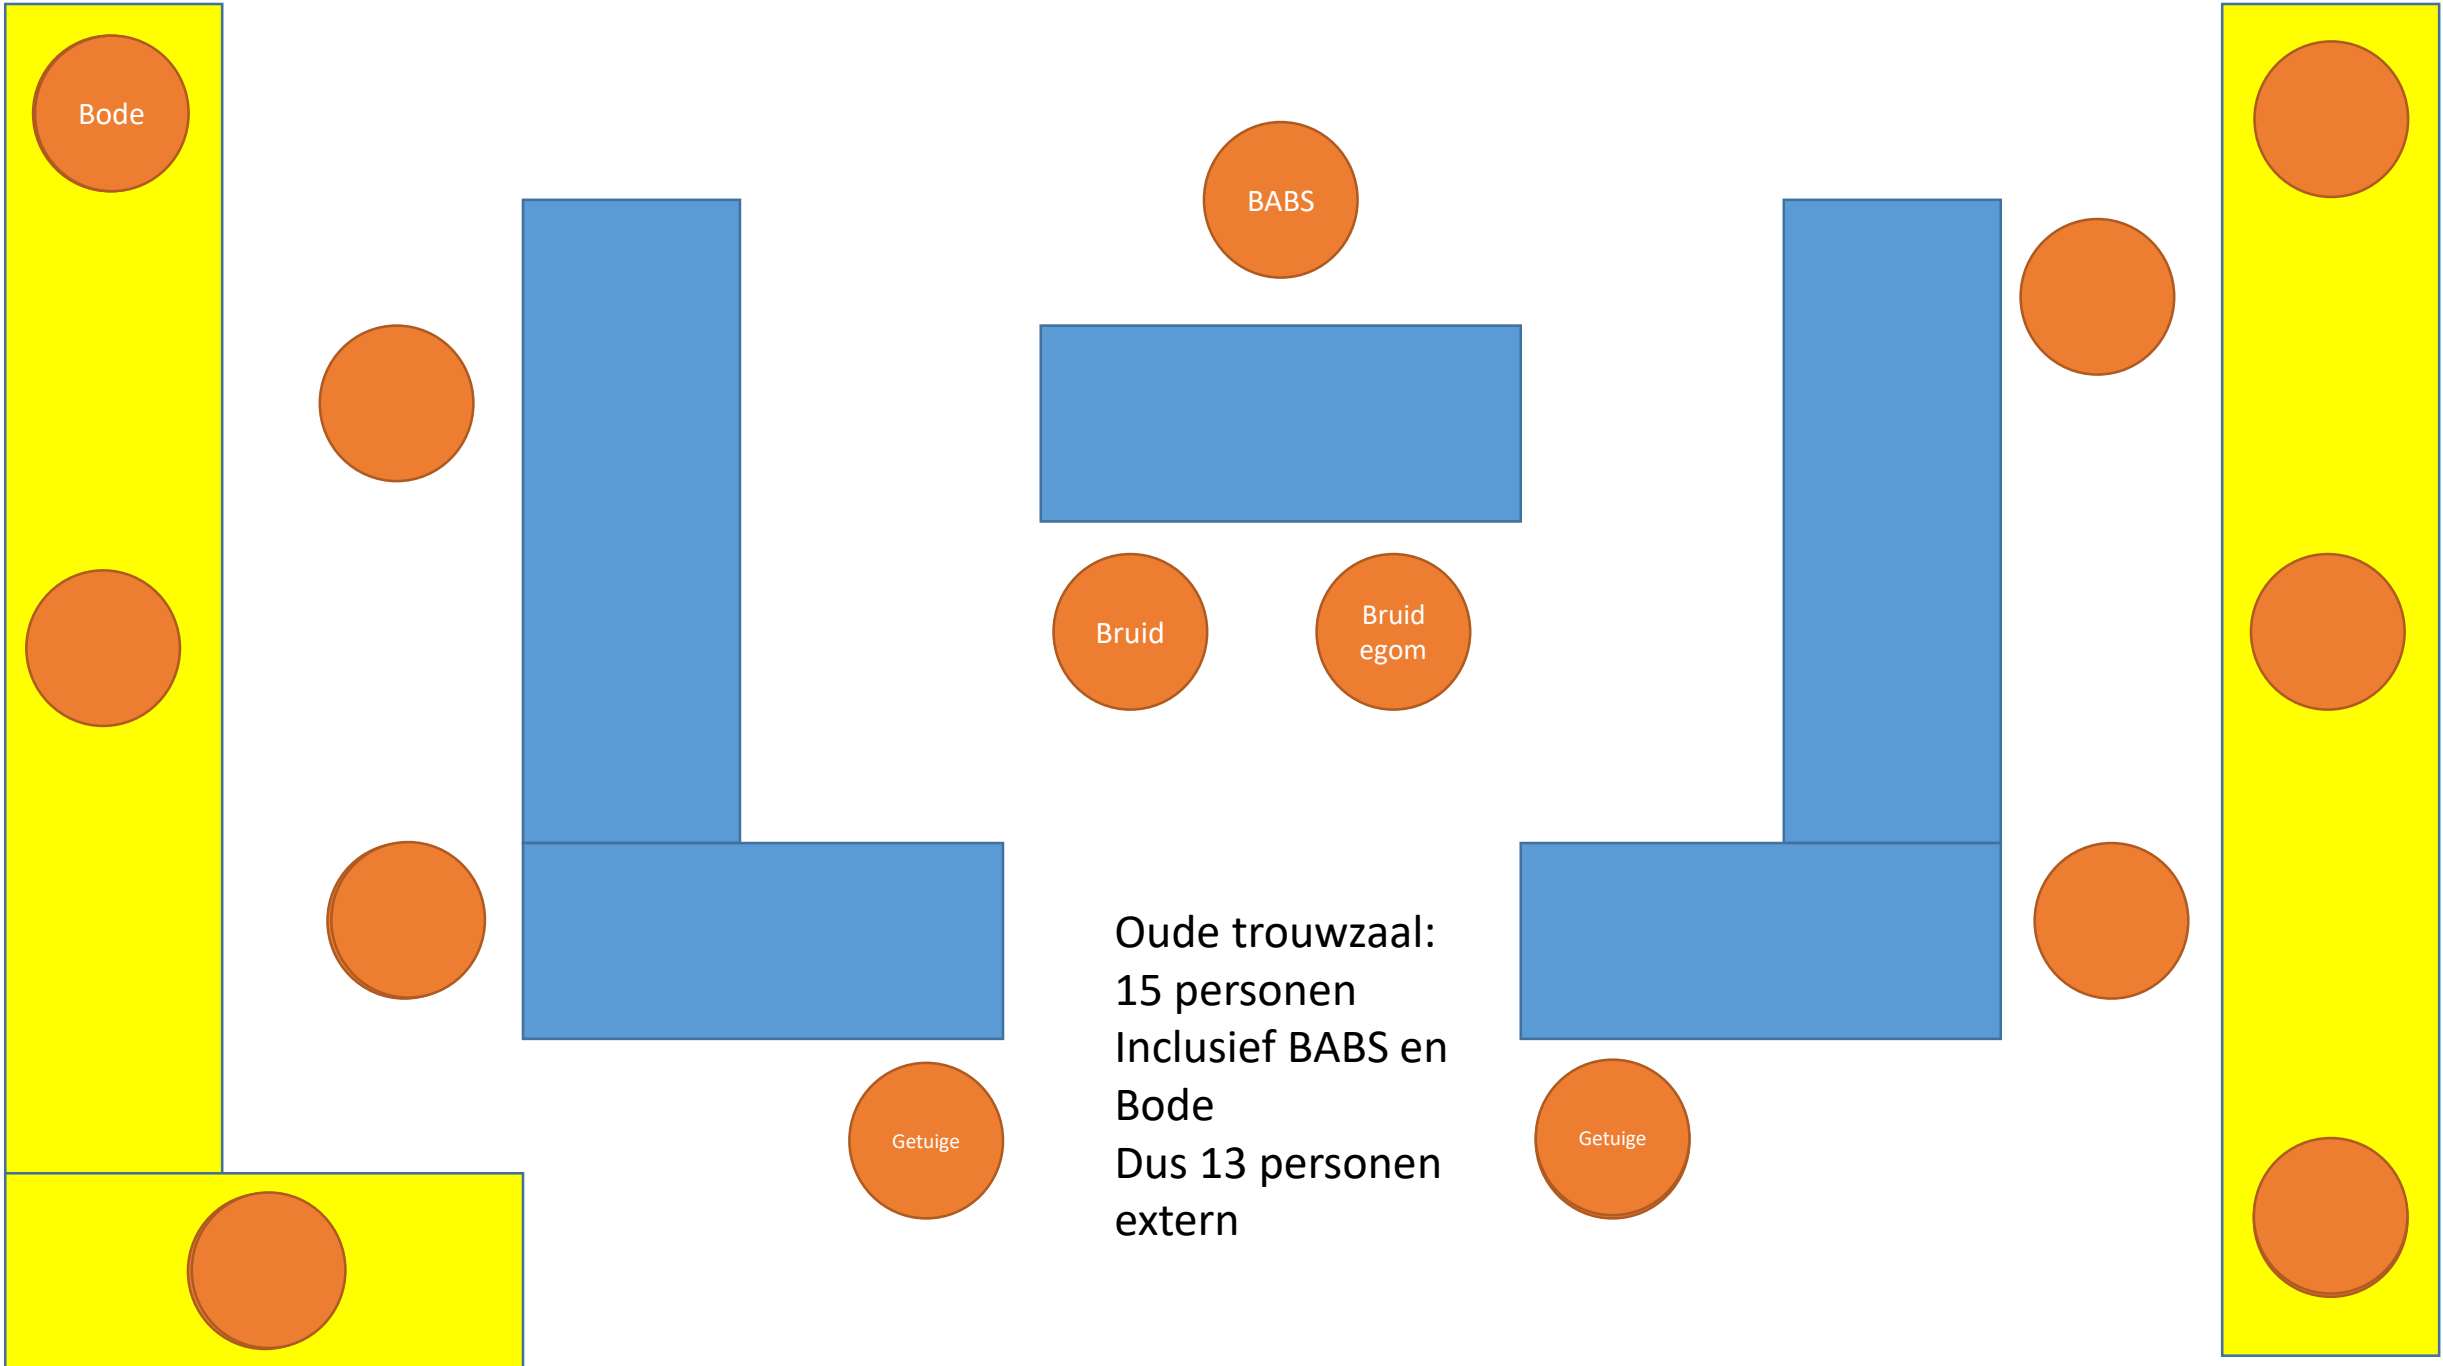 Bode
BABS
Bruid
Bruid
egom
Oude trouwzaal:
15 personen
Inclusief BABS en
Bode
Dus 13 personen
extern
Getuige
Getuige